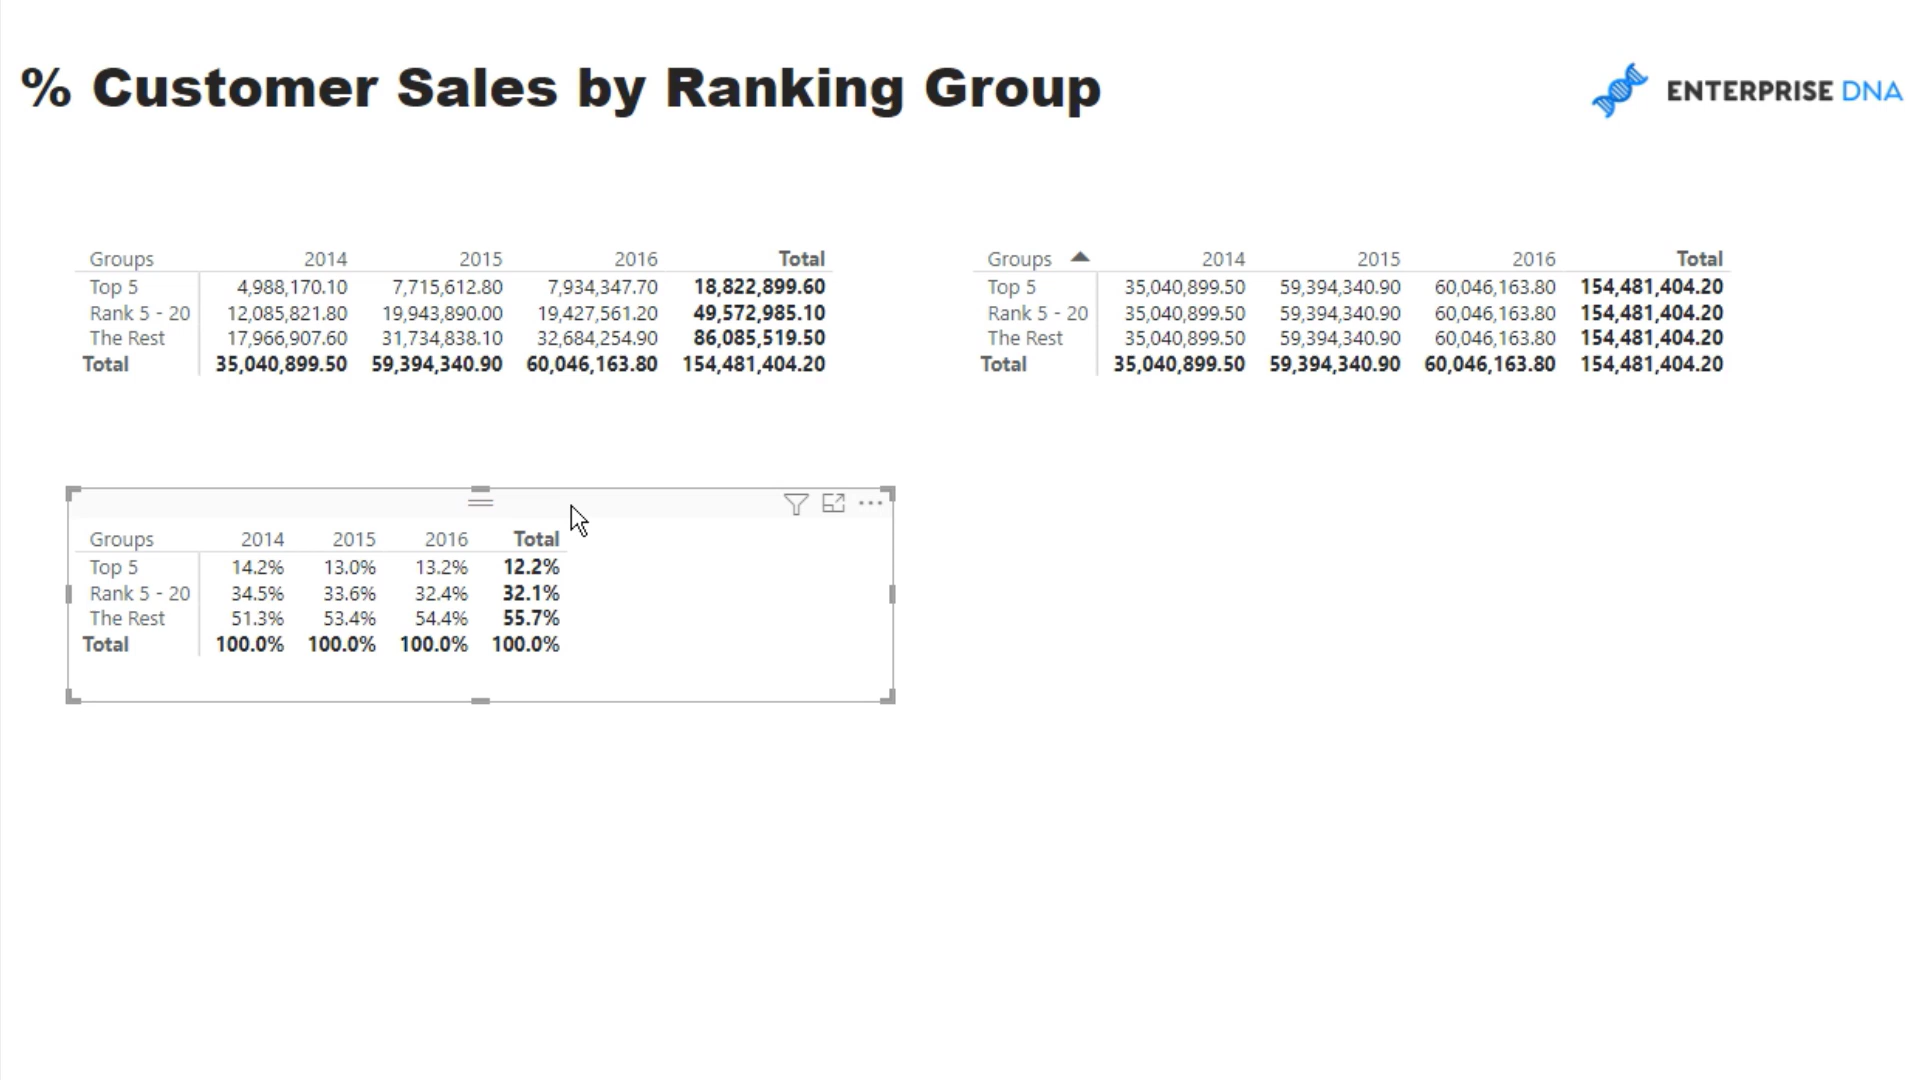 % Customer Sales by Ranking Group
ENTERPRISE DNA
Groups 2014 2015 2016 Total
Top 5 4,988,170.10 7,715,612.80 7,934,347.70 18,822,899.60
Rank 5 - 20 12,085,821.80 19,943,890.00 19,427,561.20 49,572,985.10
The Rest 17,966,907.60 31,734,838.10 32,684,254.90 86,085,519.50
Total 35,040,899.50 59,394,340.90 60,046,163.80 154,481,404.20
Groups 2014 2015 2016 Total
Top 5 35,040,899.50 59,394,340.90 60,046,163.80 154,481,404.20
Rank 5 - 20 35,040,899.50 59,394,340.90 60,046,163.80 154,481,404.20
The Rest 35,040,899.50 59,394,340.90 60,046,163.80 154,481,404.20
Total 35,040,899.50 59,394,340.90 60,046,163.80 154,481,404.20
Groups 2014 2015 2016 Total
Top 5 14.2% 13.0% 13.2% 12.2%
Rank 5 - 20 34.5% 33.6% 32.4% 32.1%
The Rest 51.3% 53.4% 54.4% 55.7%
Total 100.0% 100.0% 100.0% 100.0%